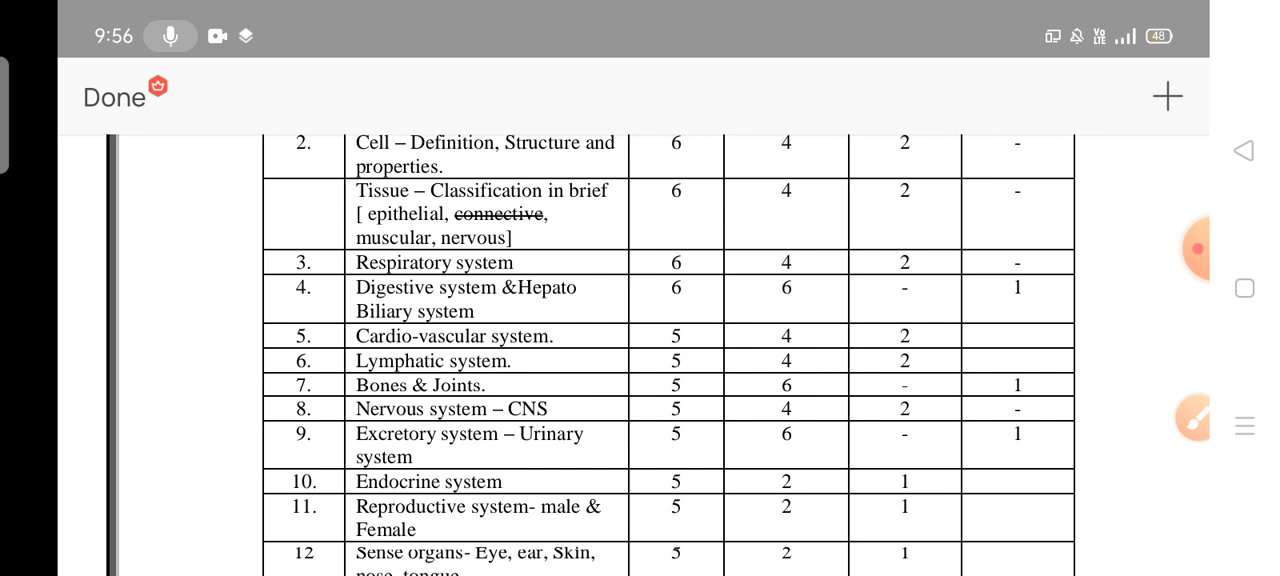 9:56
Vo LTE
48
Done
2. Cell – Definition, Structure and 6 4 2 -
properties.
Tissue – Classification in brief 6 4 2 -
[ epithelial, connective,
muscular, nervous]
3. Respiratory system 6 4 2 -
4. Digestive system &Hepato 6 6 - 1
Biliary system
5. Cardio-vascular system. 5 4 2
6. Lymphatic system. 5 4 2
7. Bones & Joints. 5 6 - 1
8. Nervous system – CNS 5 4 2 -
9. Excretory system – Urinary 5 6 - 1
system
10. Endocrine system 5 2 1
11. Reproductive system- male & 5 2 1
Female
12 Sense organs- Eye, ear, Skin, 5 2 1
nose, tongue